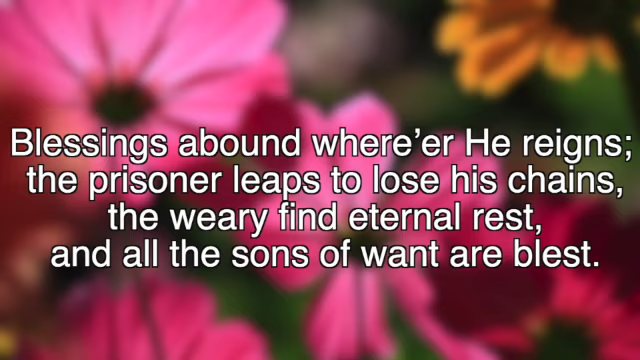 Blessings abound where’er He reigns;
the prisoner leaps to lose his chains,
the weary find eternal rest,
and all the sons of want are blest.